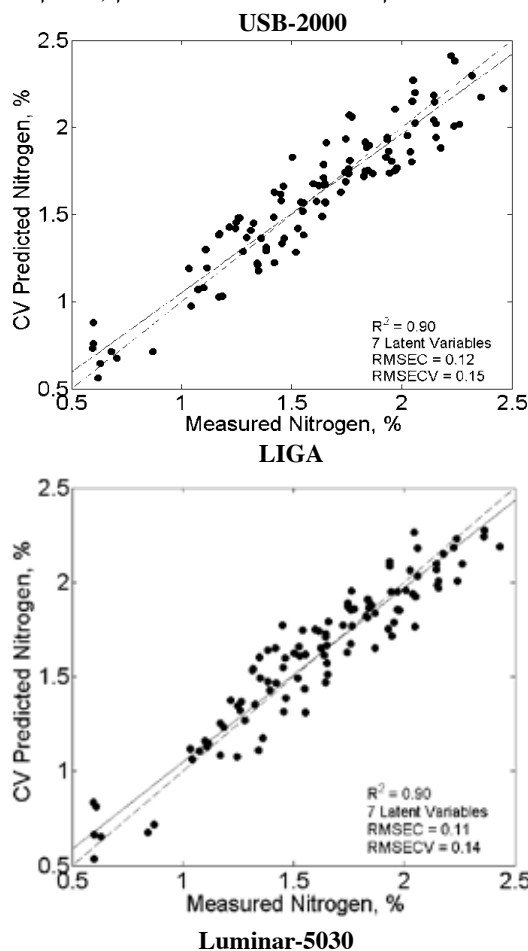 USB-2000
2.5
2
1.5
1
0.5
CV Predicted Nitrogen, %
R² = 0.90
7 Latent Variables
RMSEC = 0.12
RMSECV = 0.15
0.5 1 1.5 2 2.5
Measured Nitrogen, %
LIGA
2.5
2
1.5
1
0.5
CV Predicted Nitrogen, %
R² = 0.90
7 Latent Variables
RMSEC = 0.11
RMSECV = 0.14
0.5 1 1.5 2 2.5
Measured Nitrogen, %
Luminar-5030